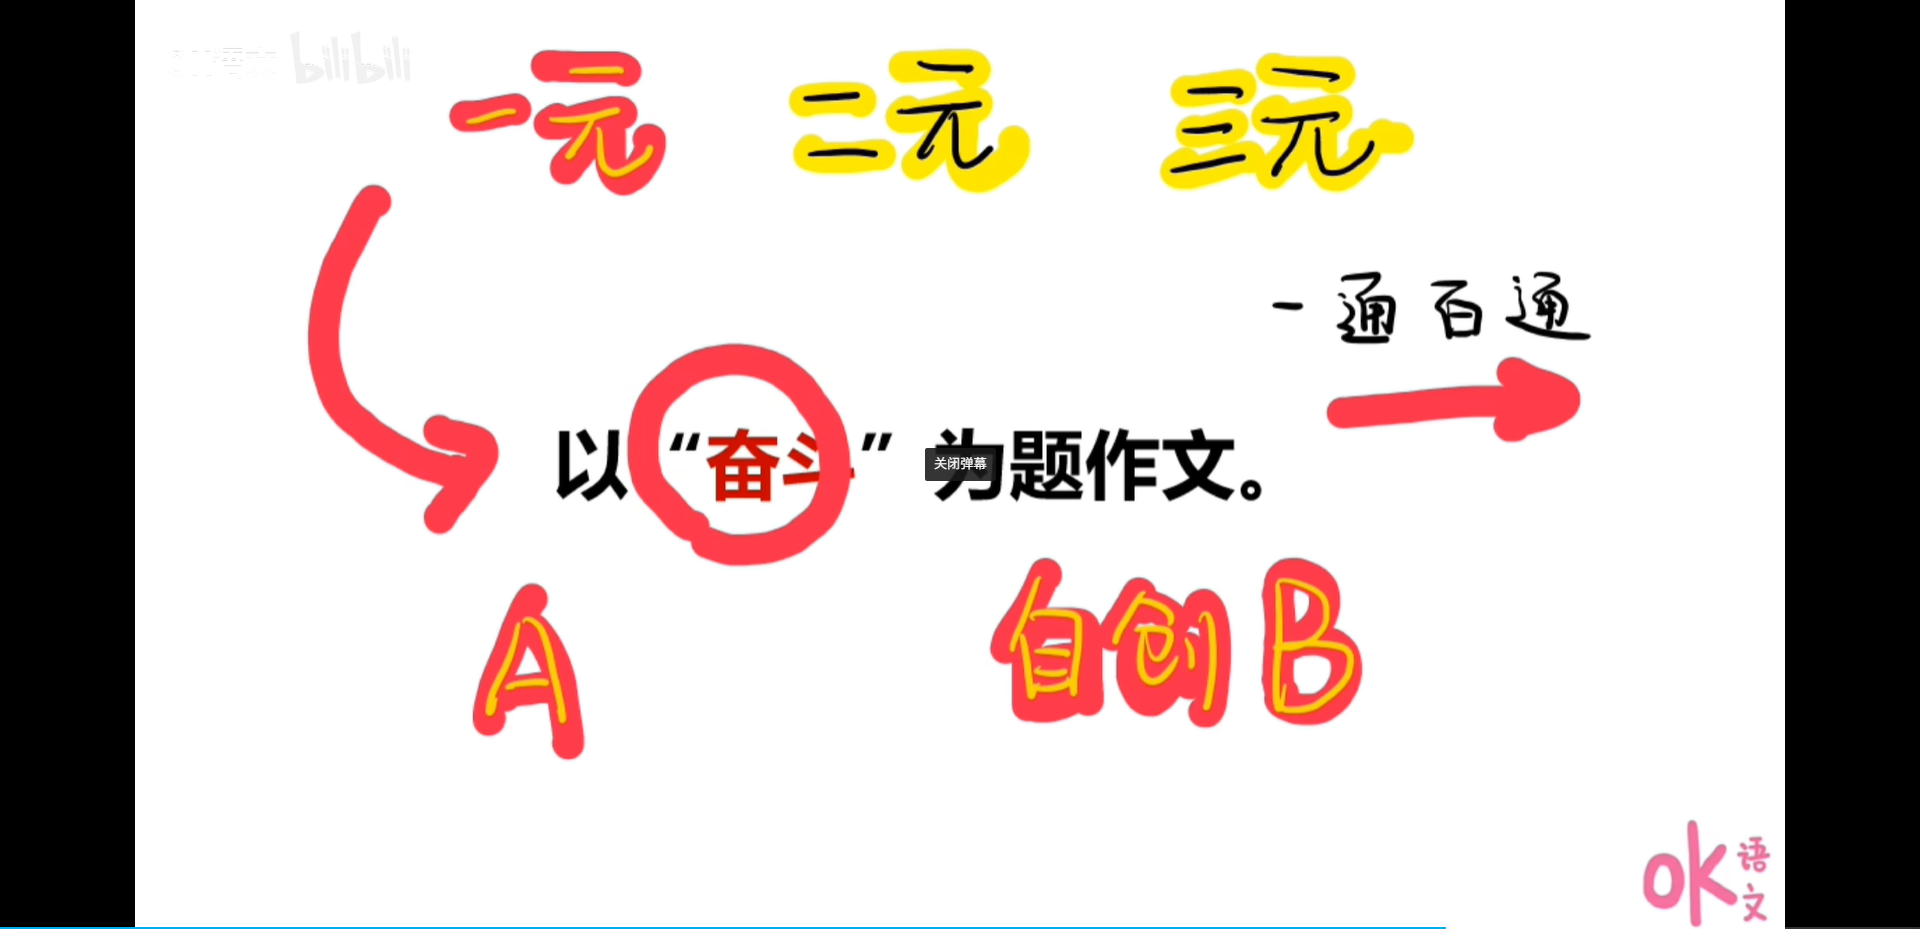 bilibili
一元 二元 三元
一通百通
以“奋斗”为题作文。
关闭弹幕
A 自创B
ok语文